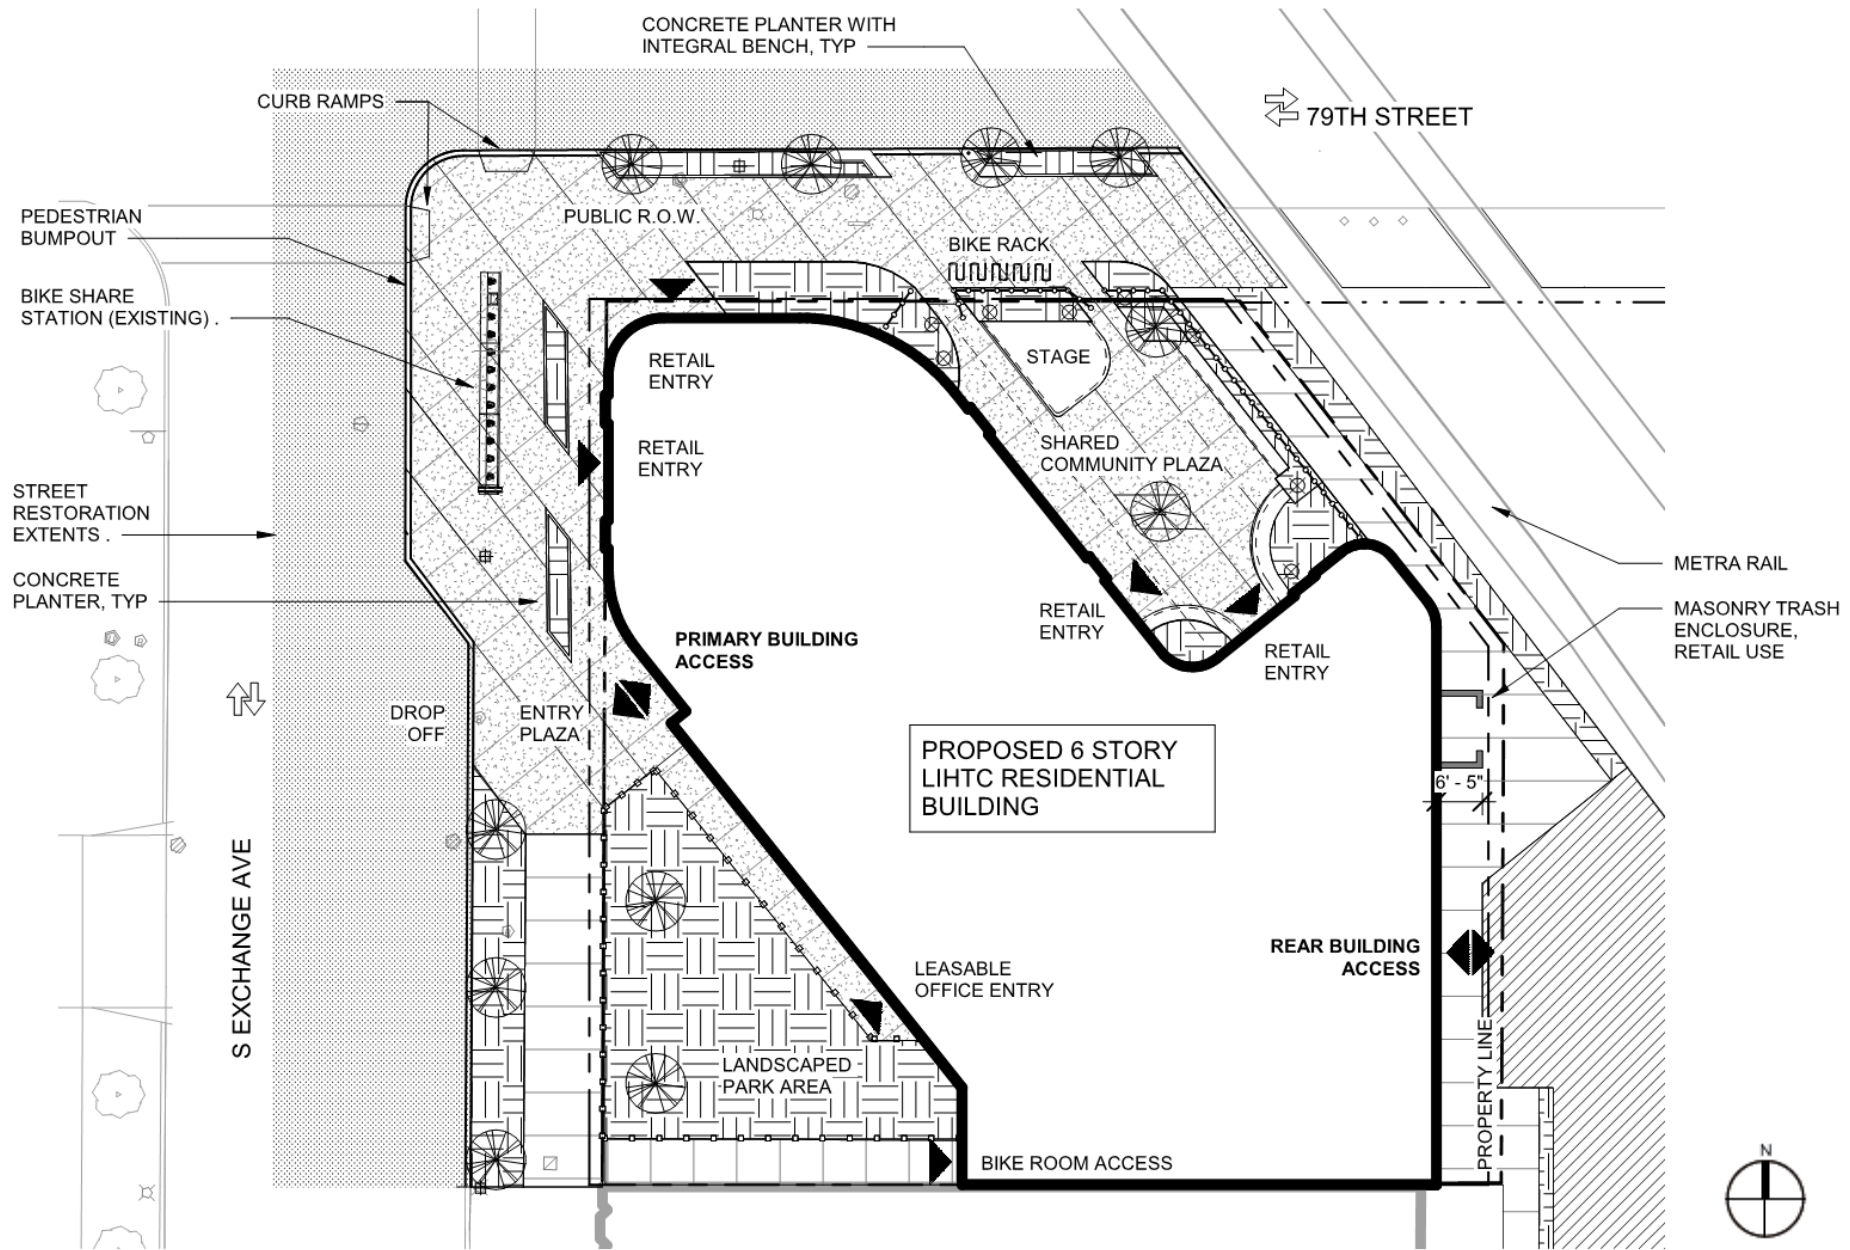 CONCRETE PLANTER WITH
INTEGRAL BENCH, TYP
CURB RAMPS
79TH STREET
PEDESTRIAN
BUMPOUT
PUBLIC R.O.W.
BIKE RACK
BIKE SHARE
STATION (EXISTING) .
RETAIL
ENTRY
STAGE
RETAIL
ENTRY
SHARED
COMMUNITY PLAZA
STREET
RESTORATION
EXTENTS .
METRA RAIL
CONCRETE
PLANTER, TYP
RETAIL
ENTRY
MASONRY TRASH
ENCLOSURE,
RETAIL USE
PRIMARY BUILDING
ACCESS
RETAIL
ENTRY
DROP
OFF
ENTRY
PLAZA
PROPOSED 6 STORY
LIHTC RESIDENTIAL
BUILDING
6' - 5"
S EXCHANGE AVE
REAR BUILDING
ACCESS
LEASABLE
OFFICE ENTRY
LANDSCAPED
PARK AREA
PROPERTY LINE
BIKE ROOM ACCESS
N